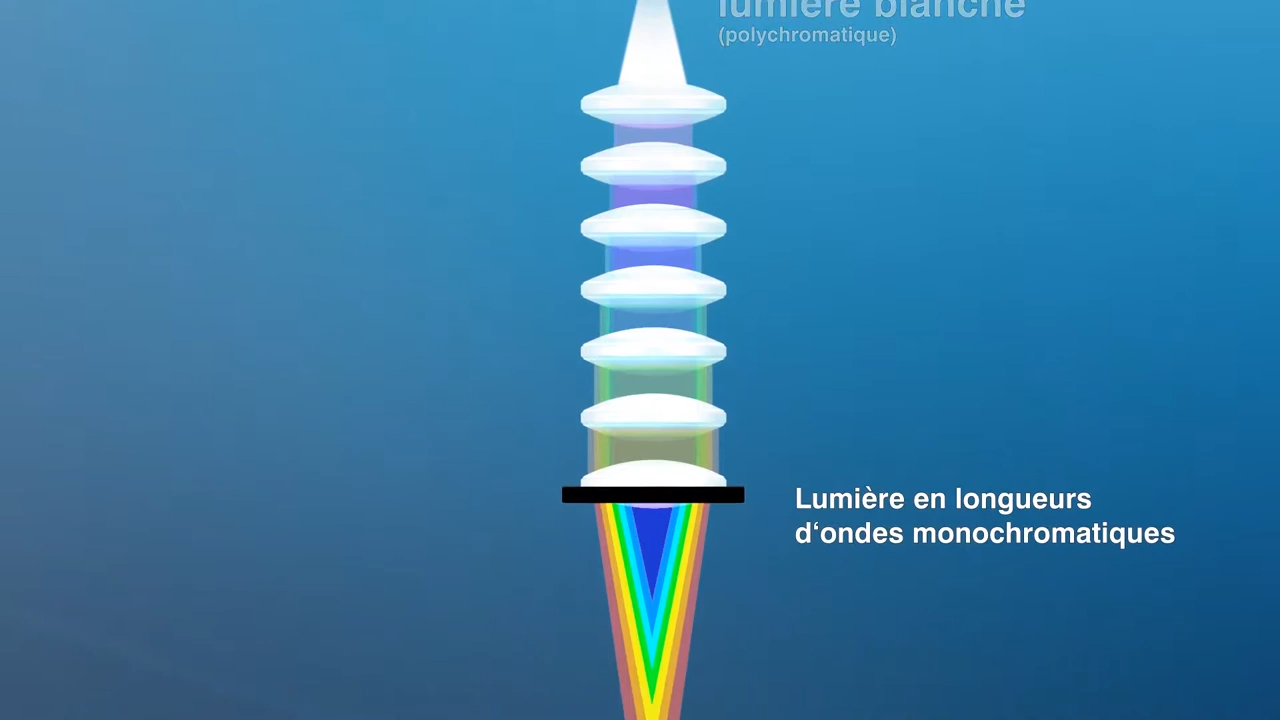 lumière blanche
(polychromatique)
Lumière en longueurs
d‘ondes monochromatiques